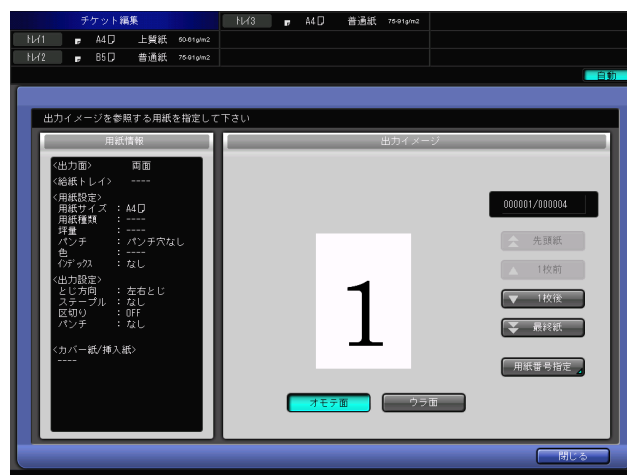 チケット編集
トレイ3 A4 普通紙 75-91g/m2
トレイ1 A4 上質紙 60-61g/m2
トレイ2 B5 普通紙 75-91g/m2
自動
出力イメージを参照する用紙を指定して下さい
用紙情報
<出力面> 両面
<給紙トレイ> ----
<用紙設定>
用紙サイズ : A4
用紙種類 : ----
坪量 : ----
パンチ : パンチ穴なし
色 : ----
インデックス : なし
<出力設定>
とじ方向 : 左右とじ
ステープル : なし
区切り : OFF
パンチ : なし
<カバー紙/挿入紙>
----
出力イメージ
1
000001/000004
先頭紙
1枚前
1枚後
最終紙
用紙番号指定
オモテ面
ウラ面
閉じる